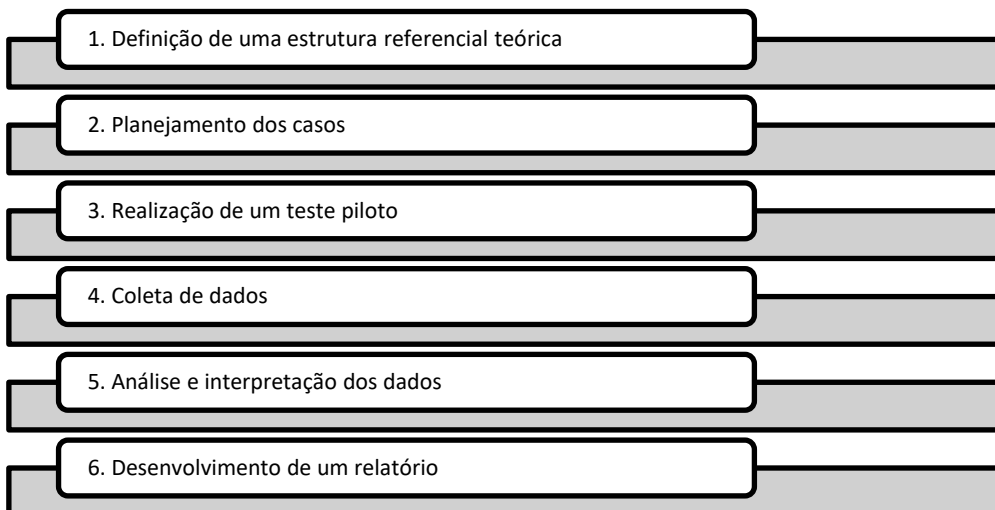 1. Definição de uma estrutura referencial teórica
2. Planejamento dos casos
3. Realização de um teste piloto
4. Coleta de dados
5. Análise e interpretação dos dados
6. Desenvolvimento de um relatório